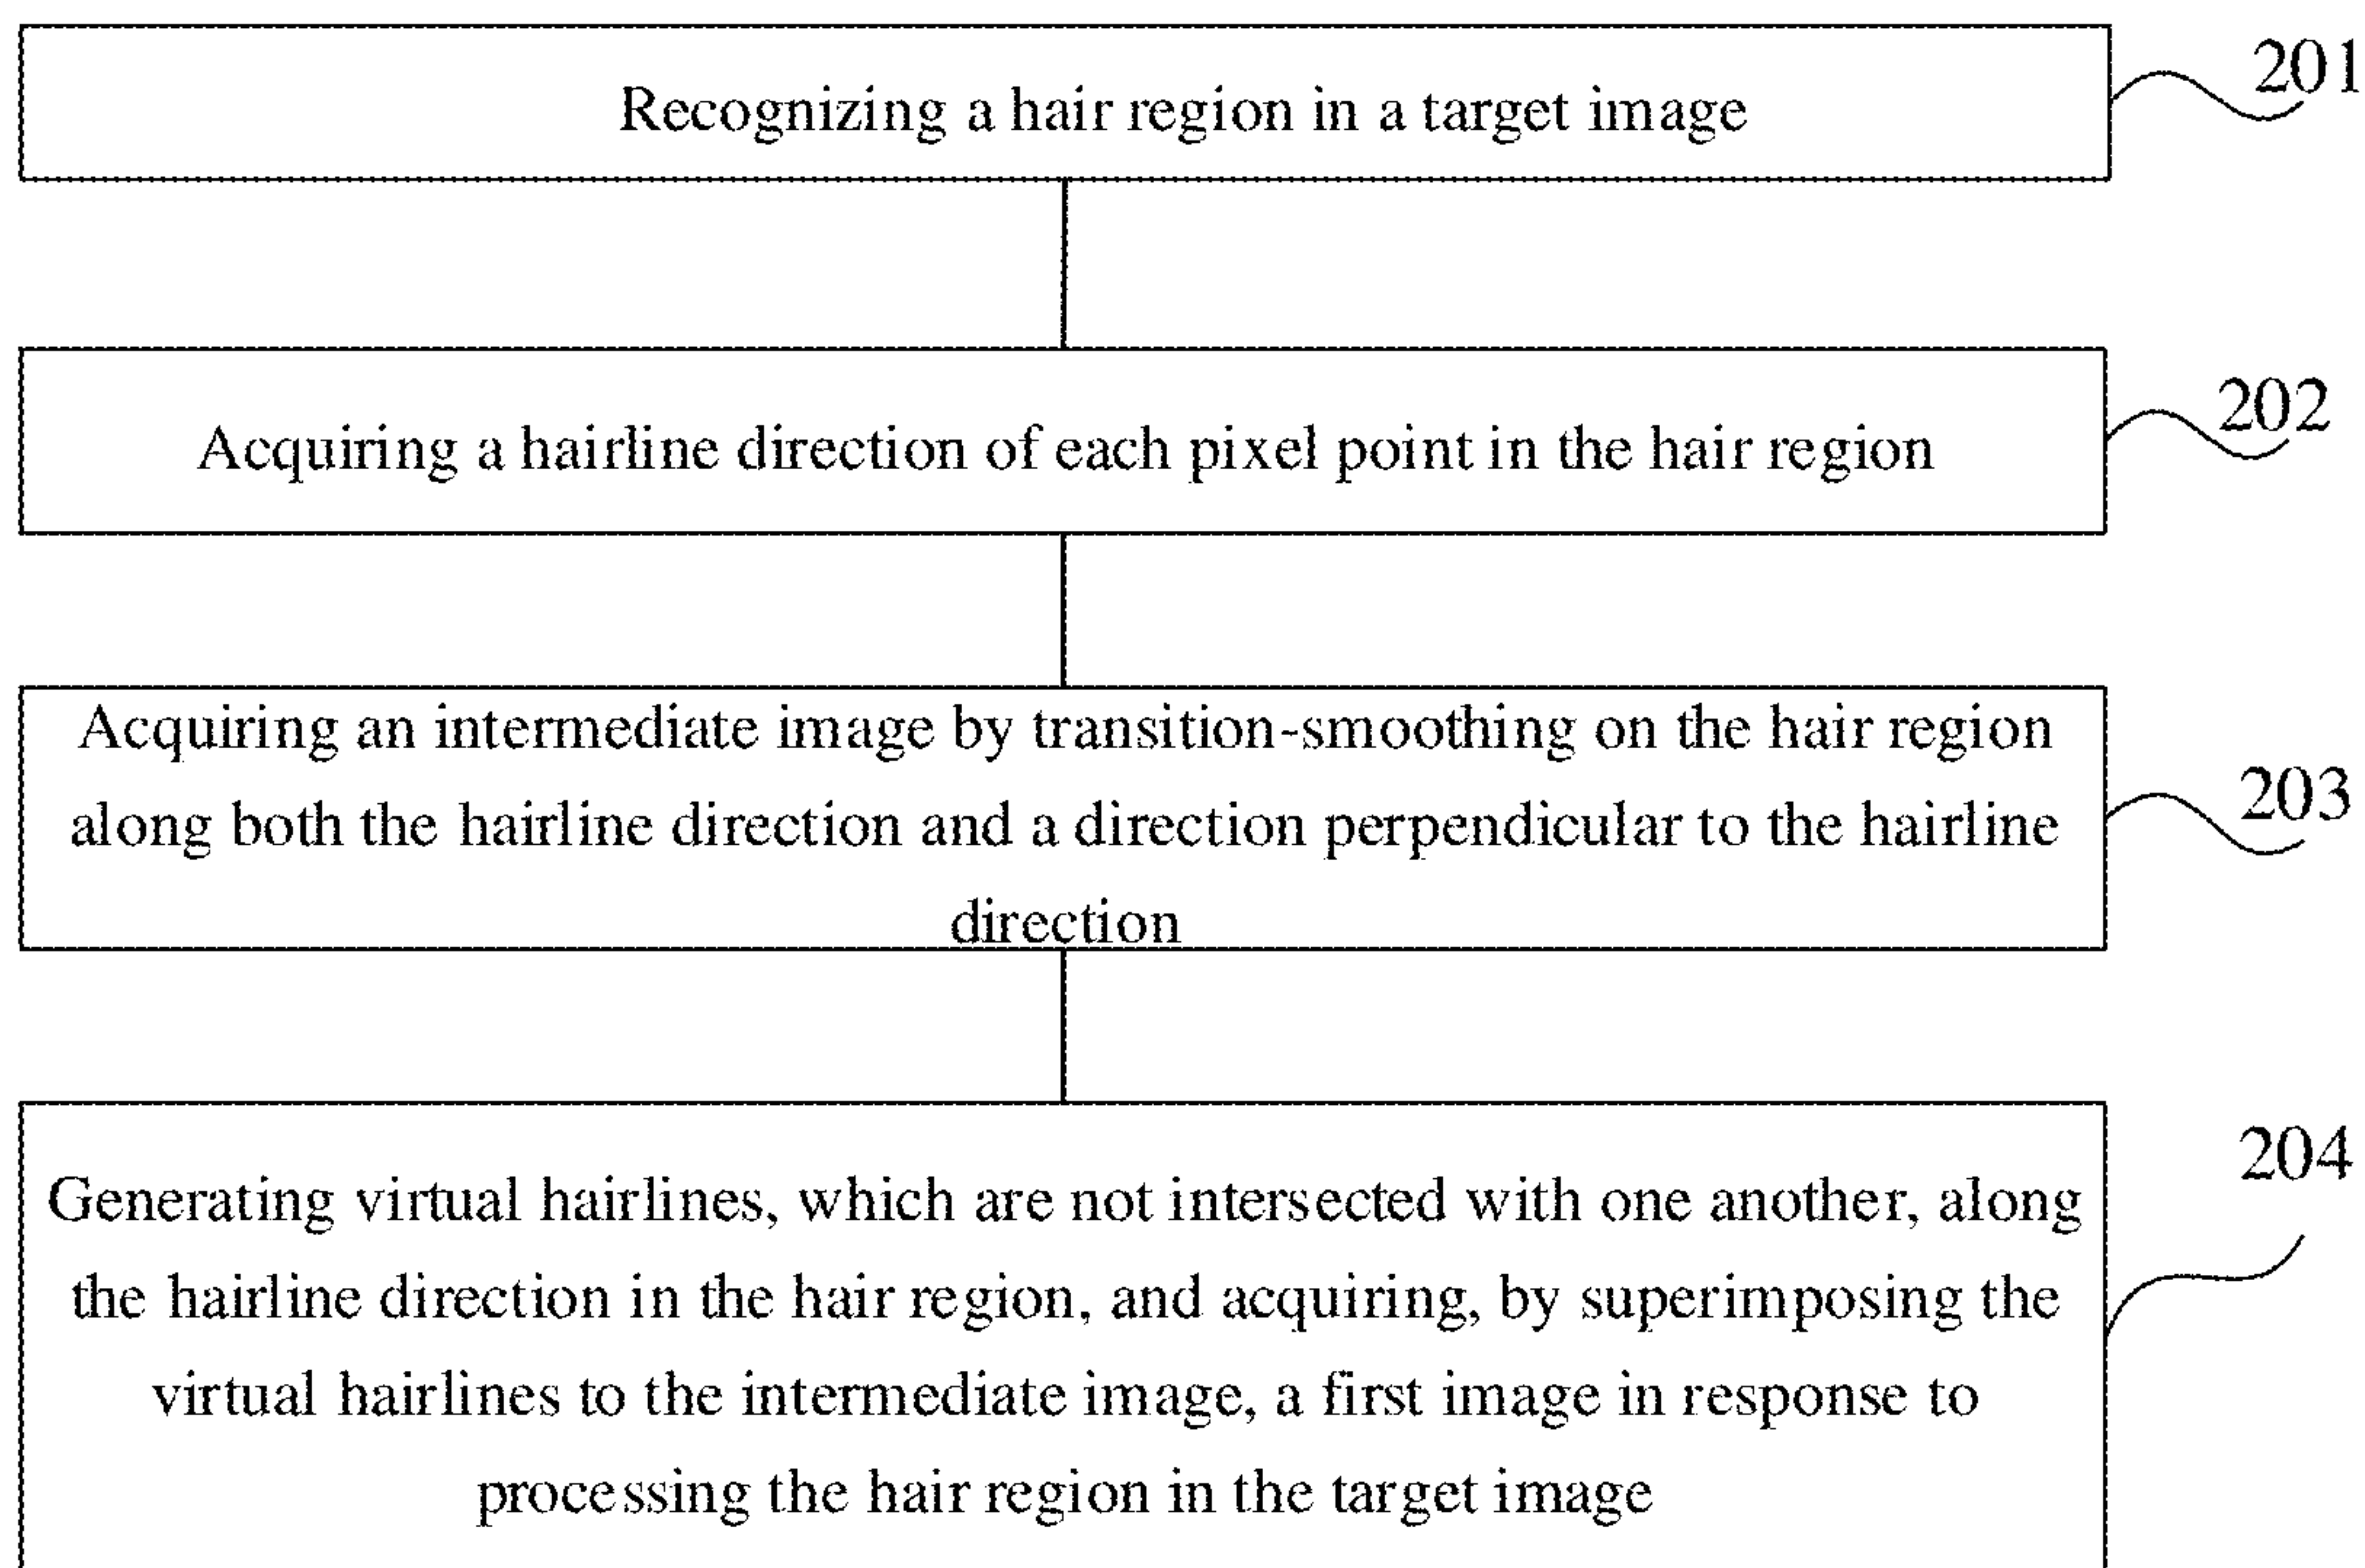 Recognizing a hair region in a target image
201
Acquiring a hairline direction of each pixel point in the hair region
202
Acquiring an intermediate image by transition-smoothing on the hair region
along both the hairline direction and a direction perpendicular to the hairline
direction
203
Generating virtual hairlines, which are not intersected with one another, along
the hairline direction in the hair region, and acquiring, by superimposing the
virtual hairlines to the intermediate image, a first image in response to
processing the hair region in the target image
204